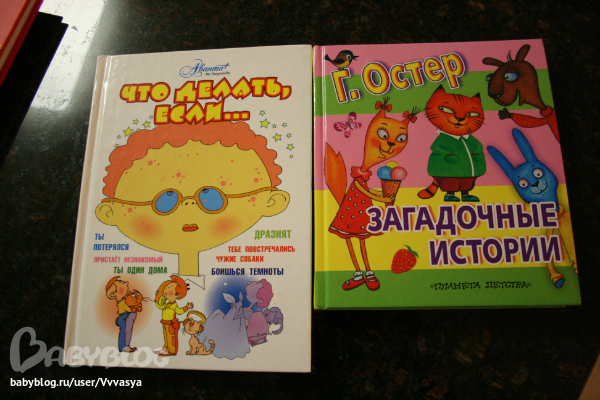 Аванта+
ЧТО ДЕЛАТЬ,
ЕСЛИ...
ТЫ
ПОТЕРЯЛСЯ
ДРАЗНЯТ
ТЕБЕ ПОВСТРЕЧАЛИСЬ
ЧУЖИЕ СОБАКИ
ПРИСТАЁТ НЕЗНАКОМЫЙ
ТЫ ОДИН ДОМА
БОИШЬСЯ ТЕМНОТЫ
Г. ОСТЕР
ЗАГАДОЧНЫЕ
ИСТОРИИ
«ПЛАНЕТА ДЕТСТВА»
BABYBLOG
babyblog.ru/user/Vvvasya